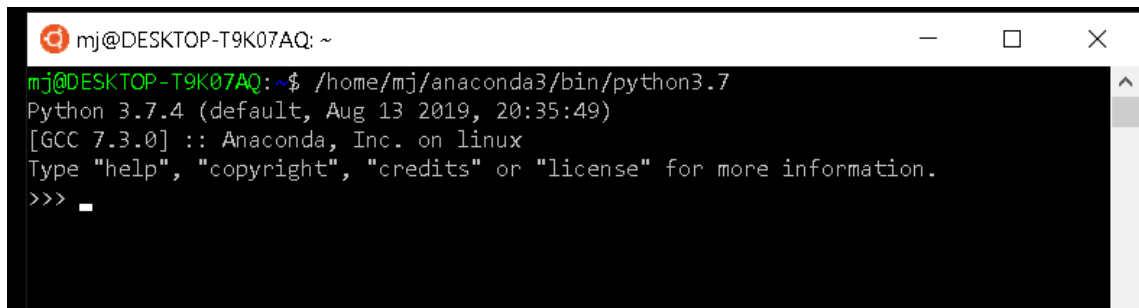 mj@DESKTOP-T9K07AQ: ~
mj@DESKTOP-T9K07AQ:~$ /home/mj/anaconda3/bin/python3.7
Python 3.7.4 (default, Aug 13 2019, 20:35:49)
[GCC 7.3.0] :: Anaconda, Inc. on linux
Type "help", "copyright", "credits" or "license" for more information.
>>>